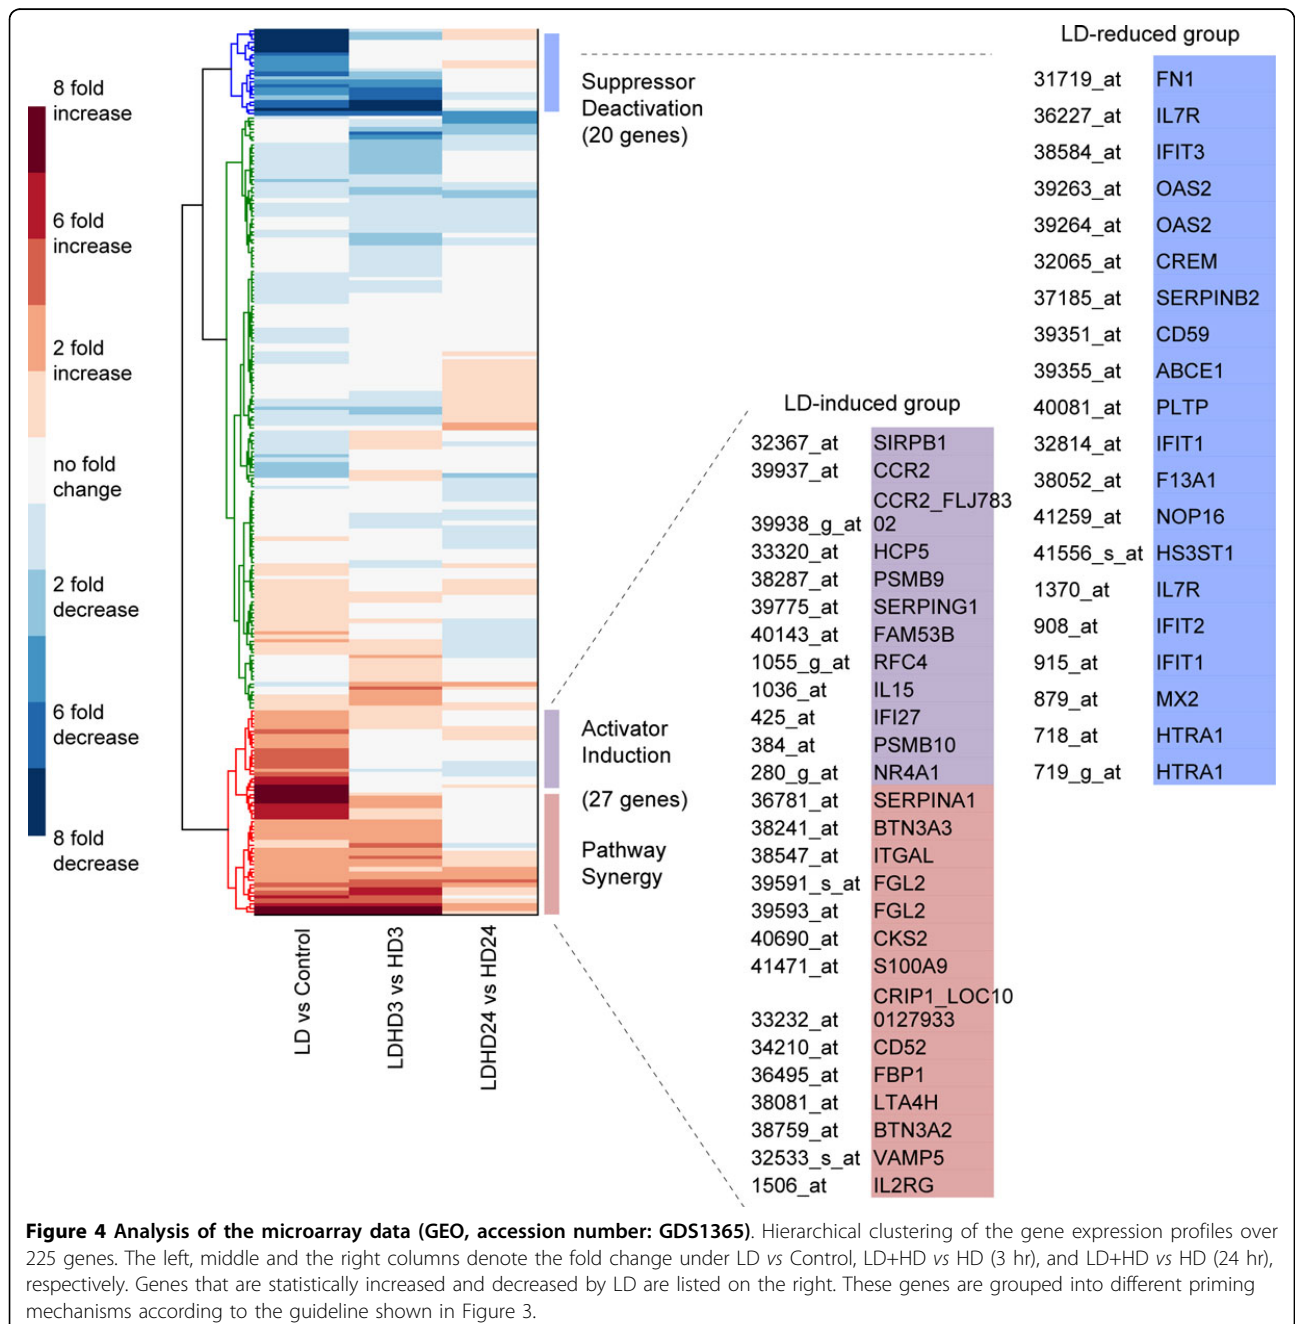 8 fold
increase
6 fold
increase
2 fold
increase
no fold
change
2 fold
decrease
6 fold
decrease
8 fold
decrease
LD vs Control
LDHD3 vs HD3
LDHD24 vs HD24
Suppressor
Deactivation
(20 genes)
Activator
Induction
(27 genes)
Pathway
Synergy
LD-induced group
32367_at SIRPB1
39937_at CCR2
CCR2_FLJ783
39938_g_at 02
33320_at HCP5
38287_at PSMB9
39775_at SERPING1
40143_at FAM53B
1055_g_at RFC4
1036_at IL15
425_at IFI27
384_at PSMB10
280_g_at NR4A1
36781_at SERPINA1
38241_at BTN3A3
38547_at ITGAL
39591_s_at FGL2
39593_at FGL2
40690_at CKS2
41471_at S100A9
CRIP1_LOC10
33232_at 0127933
34210_at CD52
36495_at FBP1
38081_at LTA4H
38759_at BTN3A2
32533_s_at VAMP5
1506_at IL2RG
LD-reduced group
31719_at FN1
36227_at IL7R
38584_at IFIT3
39263_at OAS2
39264_at OAS2
32065_at CREM
37185_at SERPINB2
39351_at CD59
39355_at ABCE1
40081_at PLTP
32814_at IFIT1
38052_at F13A1
41259_at NOP16
41556_s_at HS3ST1
1370_at IL7R
908_at IFIT2
915_at IFIT1
879_at MX2
718_at HTRA1
719_g_at HTRA1
Figure 4 Analysis of the microarray data (GEO, accession number: GDS1365). Hierarchical clustering of the gene expression profiles over
225 genes. The left, middle and the right columns denote the fold change under LD vs Control, LD+HD vs HD (3 hr), and LD+HD vs HD (24 hr),
respectively. Genes that are statistically increased and decreased by LD are listed on the right. These genes are grouped into different priming
mechanisms according to the guideline shown in Figure 3.